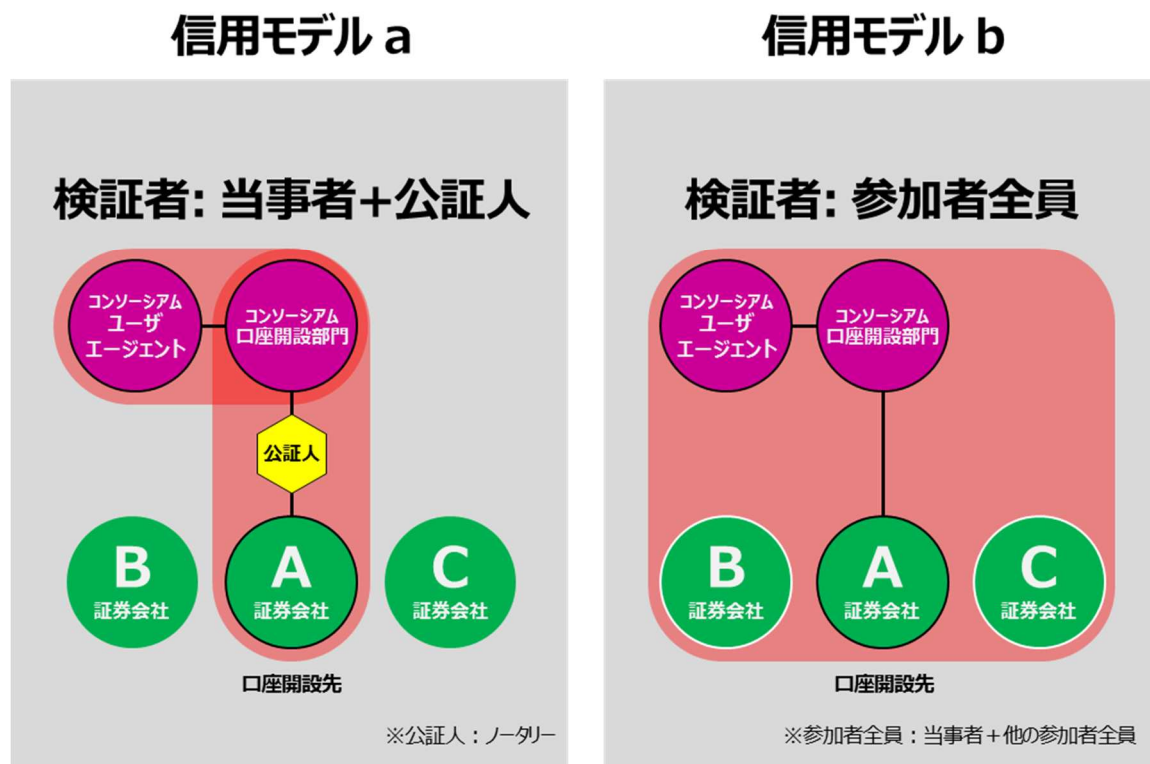 信用モデル a
検証者: 当事者+公証人
コンソーシアム
ユーザ
エージェント
コンソーシアム
口座開設部門
公証人
B
証券会社
A
証券会社
C
証券会社
口座開設先
※公証人：ノータリー
信用モデル b
検証者: 参加者全員
コンソーシアム
ユーザ
エージェント
コンソーシアム
口座開設部門
B
証券会社
A
証券会社
C
証券会社
口座開設先
※参加者全員：当事者＋他の参加者全員